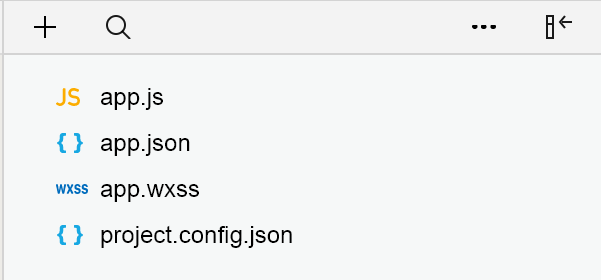 JS app.js
{ } app.json
WXSS app.wxss
{ } project.config.json